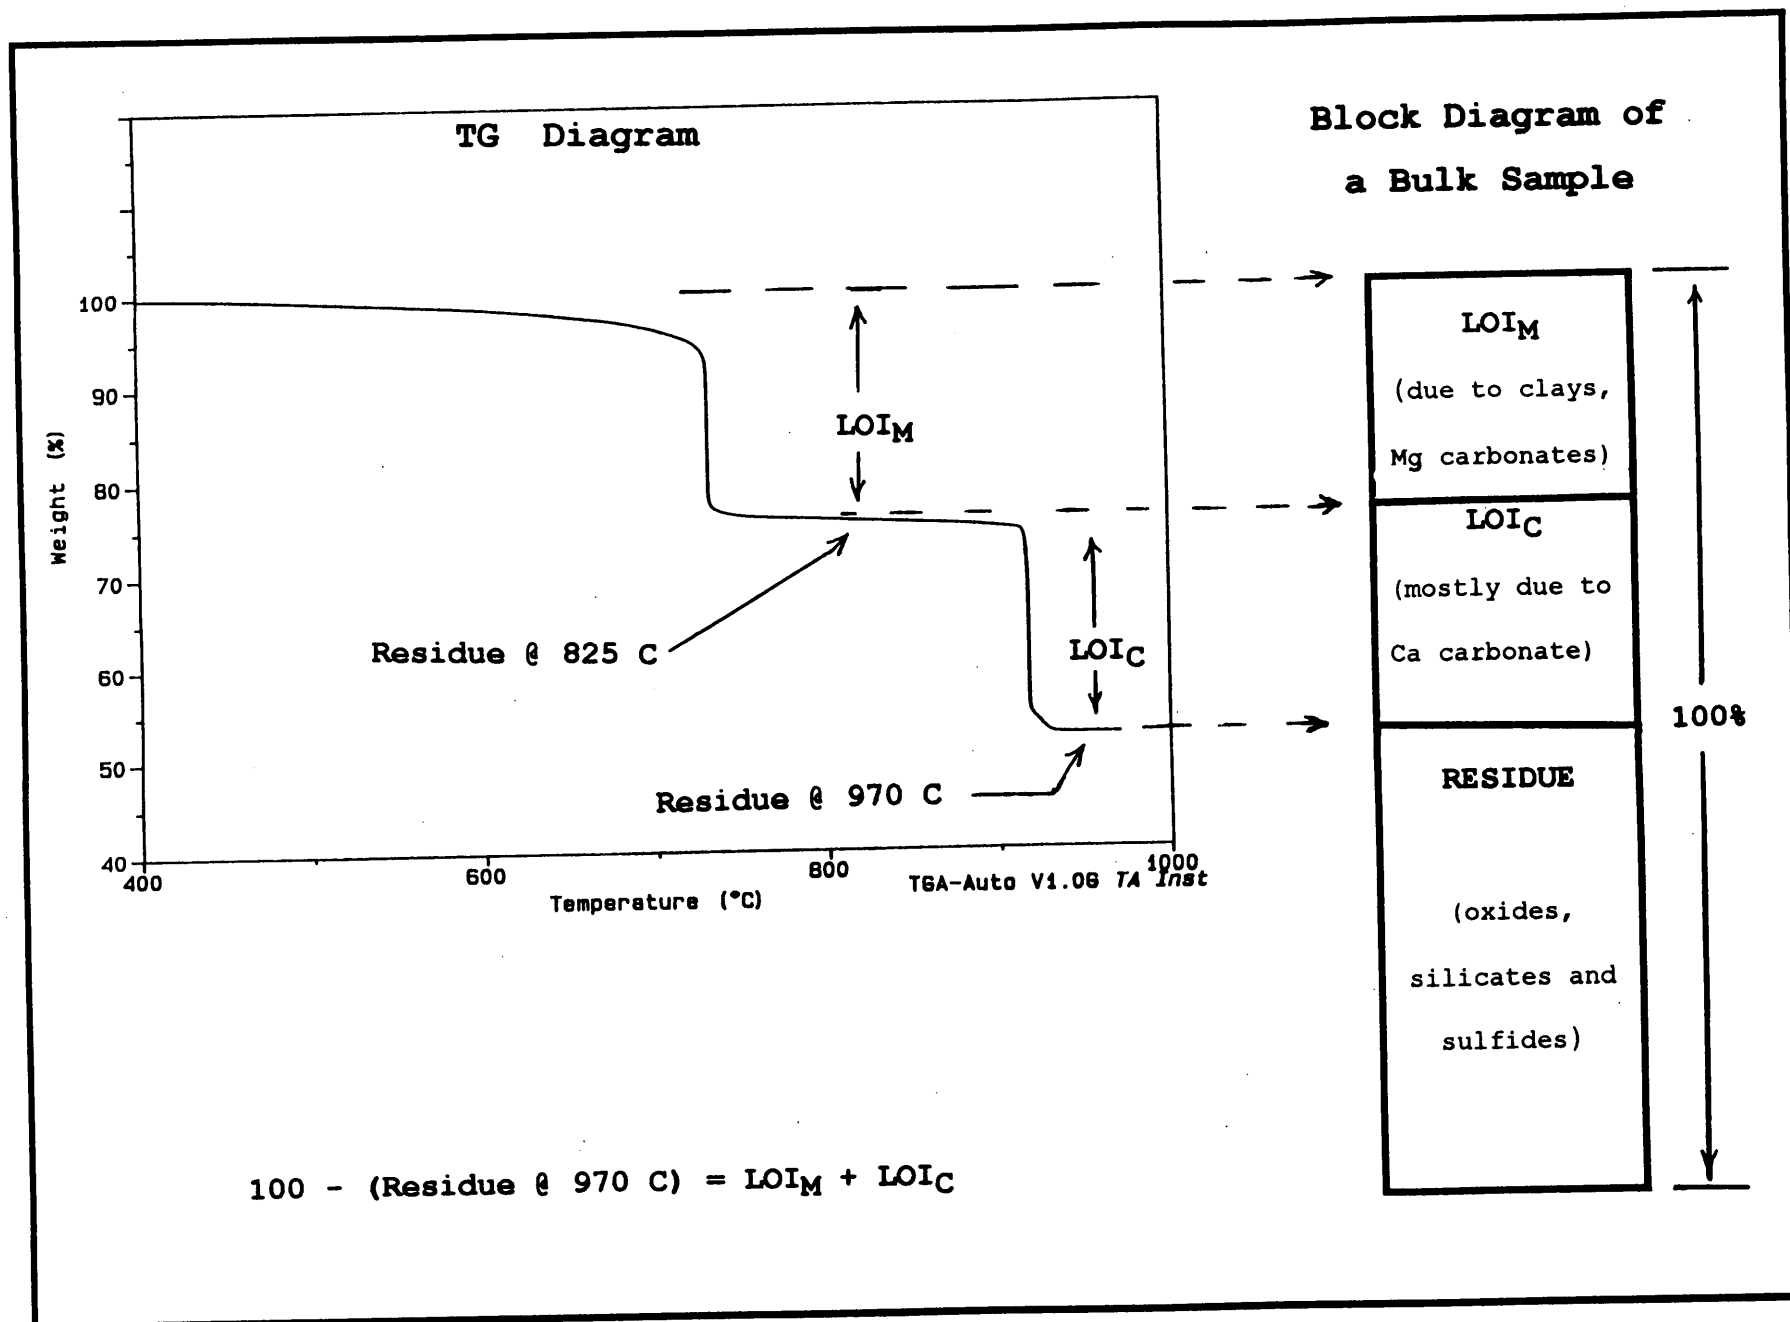 TG Diagram
Block Diagram of
a Bulk Sample
100
90
80
70
60
50
40
Weight (%)
400
600
800
1000
Temperature (°C)
TGA-Auto V1.0G TA Inst
LOIM
LOIC
Residue @ 825 C
Residue @ 970 C
LOIM
(due to clays,
Mg carbonates)
LOIC
(mostly due to
Ca carbonate)
RESIDUE
(oxides,
silicates and
sulfides)
100%
100 - (Residue @ 970 C) = LOIM + LOIC